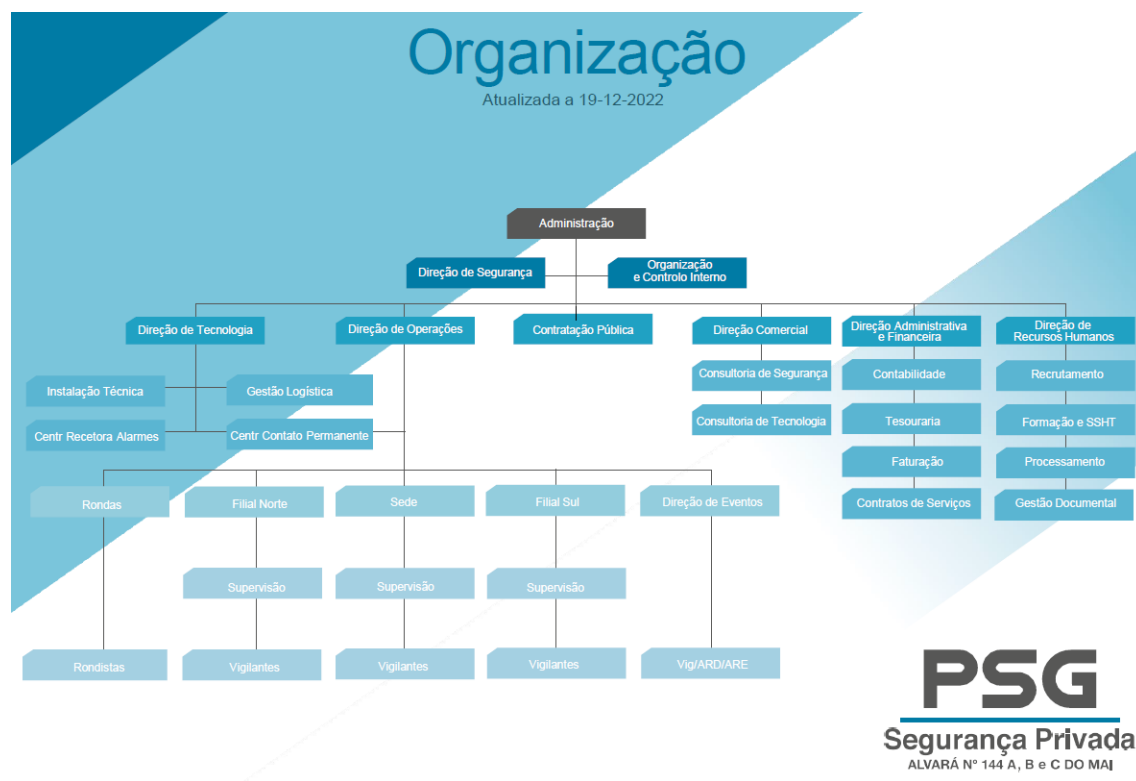 Organização
Atualizada a 19-12-2022
Administração
Direção de Segurança
Organização
e Controlo Interno
Direção de Tecnologia
Direção de Operações
Contratação Pública
Direção Comercial
Direção Administrativa
e Financeira
Direção de
Recursos Humanos
Instalação Técnica
Gestão Logística
Consultoria de Segurança
Contabilidade
Recrutamento
Centr Recetora Alarmes
Centr Contato Permanente
Consultoria de Tecnologia
Tesouraria
Formação e SSHT
Faturação
Processamento
Rondas
Filial Norte
Sede
Filial Sul
Direção de Eventos
Contratos de Serviços
Gestão Documental
Supervisão
Supervisão
Supervisão
Rondistas
Vigilantes
Vigilantes
Vigilantes
Vig/ARD/ARE
PSG
Segurança Privada
ALVARÁ Nº 144 A, B e C DO MAI